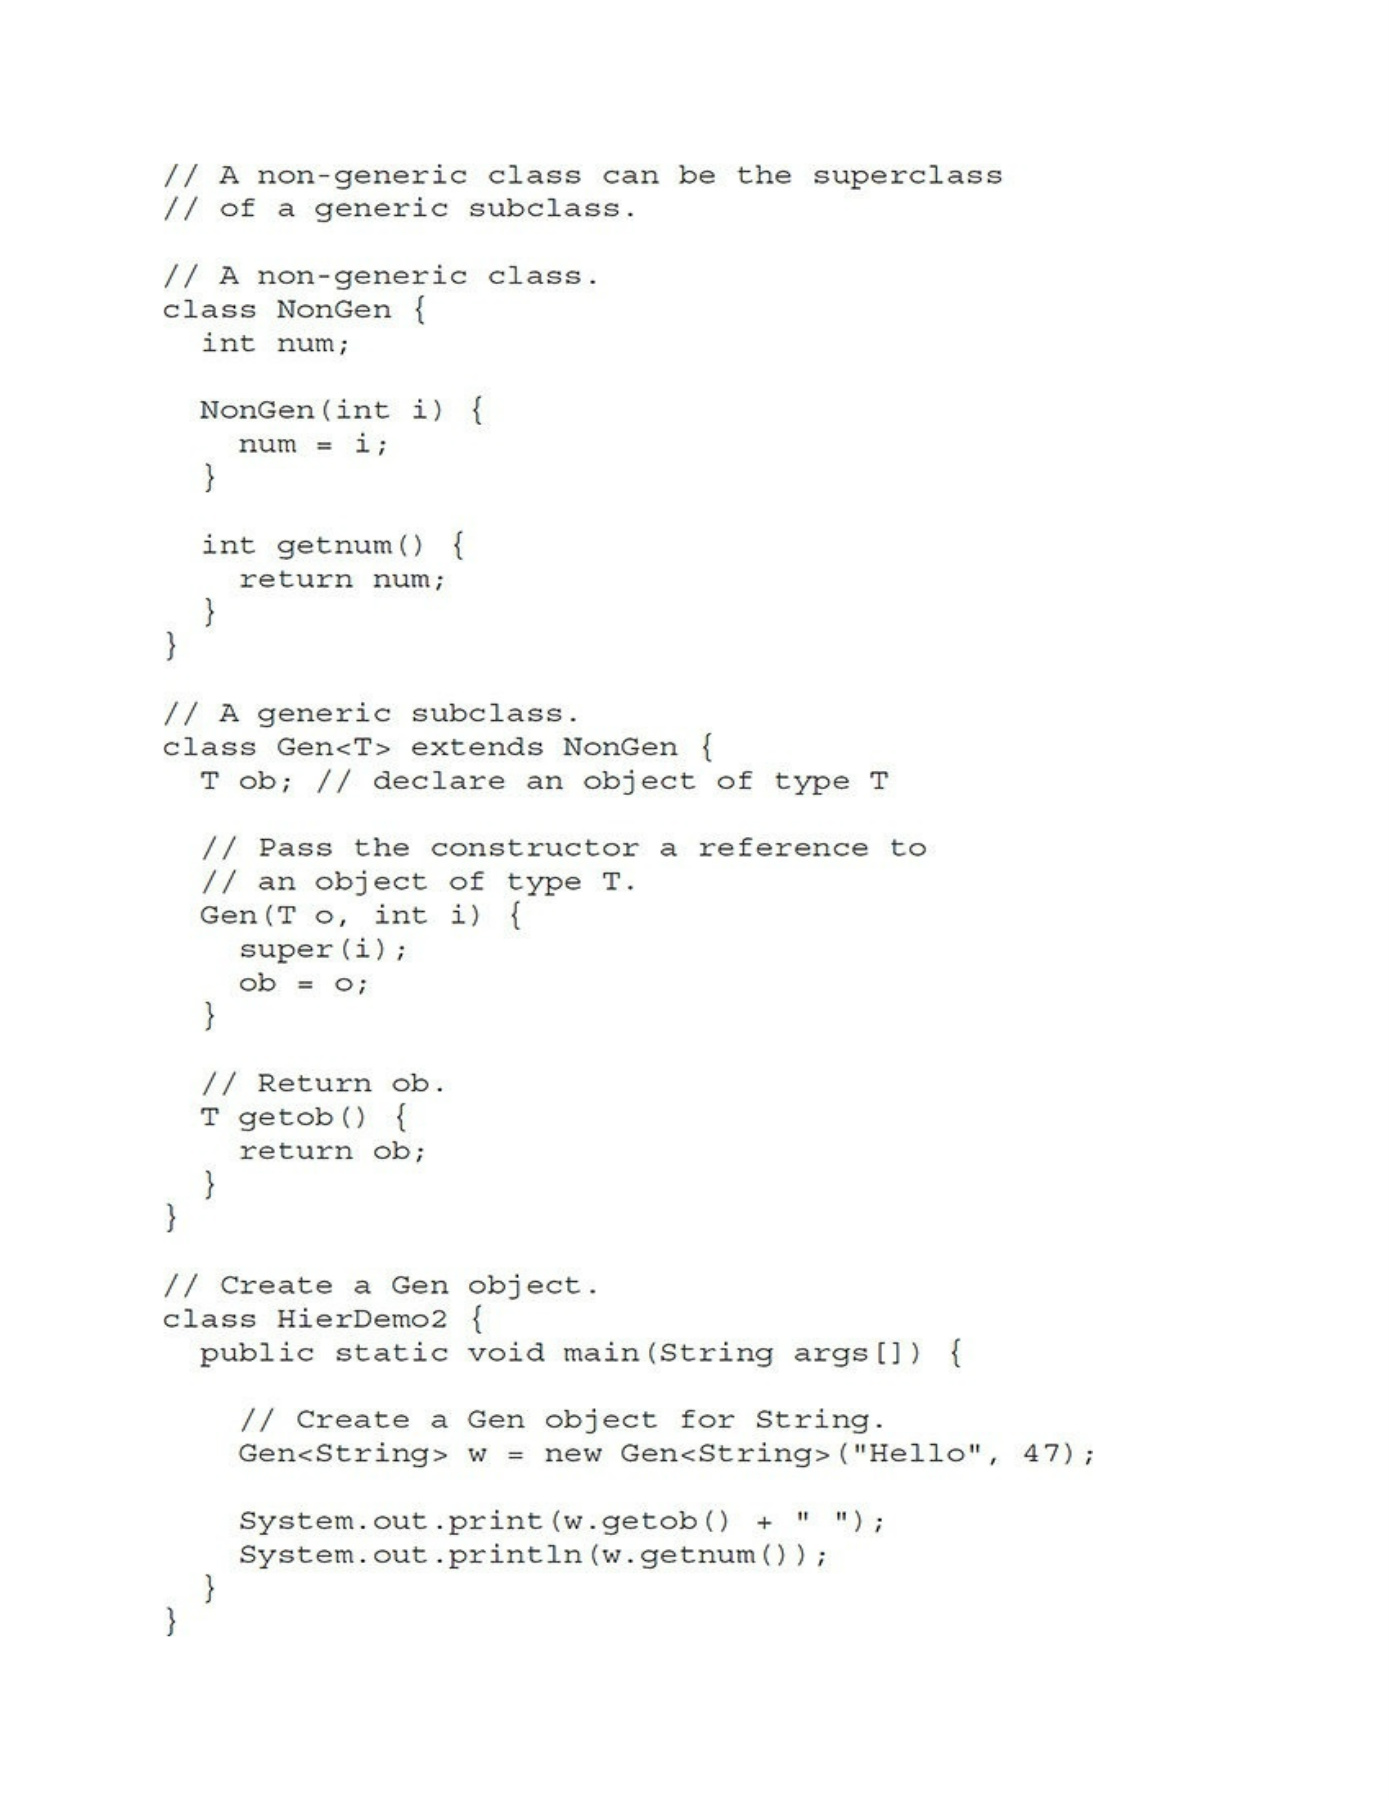 // A non-generic class can be the superclass
// of a generic subclass.

// A non-generic class.
class NonGen {
  int num;

  NonGen(int i) {
    num = i;
  }

  int getnum() {
    return num;
  }
}

// A generic subclass.
class Gen<T> extends NonGen {
  T ob; // declare an object of type T

  // Pass the constructor a reference to
  // an object of type T.
  Gen(T o, int i) {
    super(i);
    ob = o;
  }

  // Return ob.
  T getob() {
    return ob;
  }
}

// Create a Gen object.
class HierDemo2 {
  public static void main(String args[]) {

    // Create a Gen object for String.
    Gen<String> w = new Gen<String>("Hello", 47);

    System.out.print(w.getob() + " ");
    System.out.println(w.getnum());
  }
}